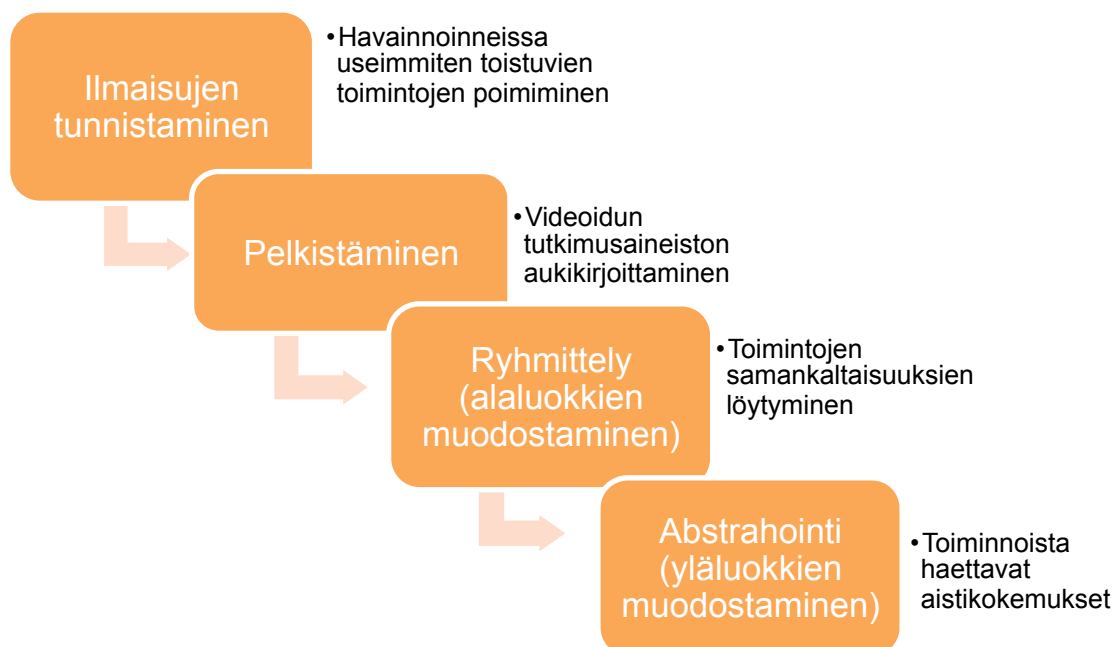 Ilmaisujen
tunnistaminen
•Havainnoinneissa
useimmiten toistuvien
toimintojen poimiminen
Pelkistäminen
•Videoidun
tutkimusaineiston
aukikirjoittaminen
Ryhmittely
(alaluokkien
muodostaminen)
•Toimintojen
samankaltaisuuksien
löytyminen
Abstrahointi
(yläluokkien
muodostaminen)
•Toiminnoista
haettavat
aistikokemukset